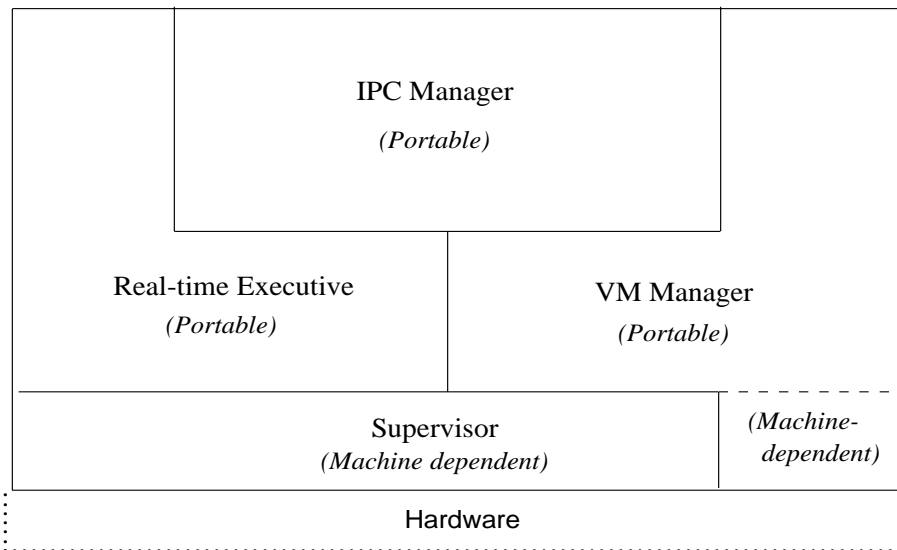 IPC Manager
(Portable)
Real-time Executive
(Portable)
VM Manager
(Portable)
Supervisor
(Machine dependent)
(Machine-
dependent)
Hardware